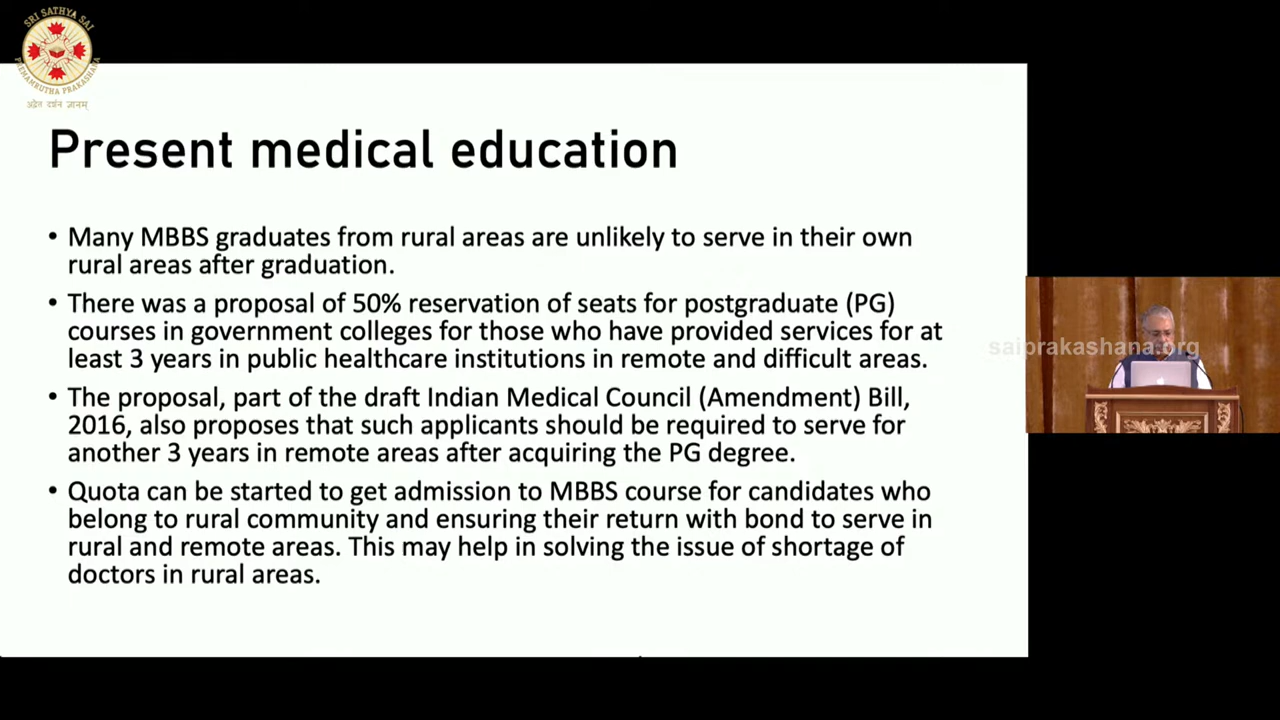 SRI SATHYA SAI
VIDYAMRUTHA PRAKASHANA
अद्वैत दर्शनं ज्ञानम्
Present medical education
• Many MBBS graduates from rural areas are unlikely to serve in their own
rural areas after graduation.
• There was a proposal of 50% reservation of seats for postgraduate (PG)
courses in government colleges for those who have provided services for at
least 3 years in public healthcare institutions in remote and difficult areas.
• The proposal, part of the draft Indian Medical Council (Amendment) Bill,
2016, also proposes that such applicants should be required to serve for
another 3 years in remote areas after acquiring the PG degree.
• Quota can be started to get admission to MBBS course for candidates who
belong to rural community and ensuring their return with bond to serve in
rural and remote areas. This may help in solving the issue of shortage of
doctors in rural areas.
saiprakashana.org